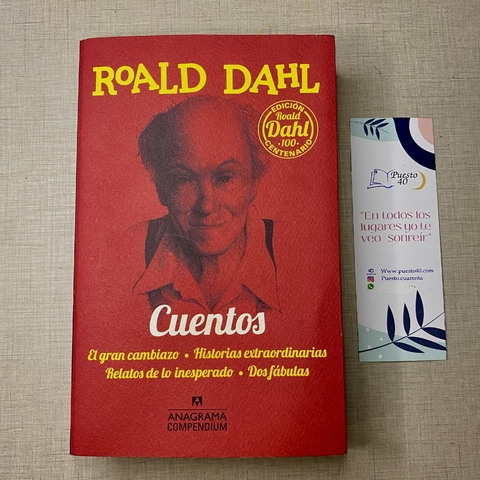 ROALD DAHL
EDICIÓN
Roald
Dahl
·100·
CENTENARIO
Cuentos
El gran cambiazo • Historias extraordinarias
Relatos de lo inesperado • Dos fábulas
ANAGRAMA
COMPENDIUM
Puesto
40
"En todos los
lugares yo te
veo sonreír"
Www.puesto40.com
Puesto.cuarenta